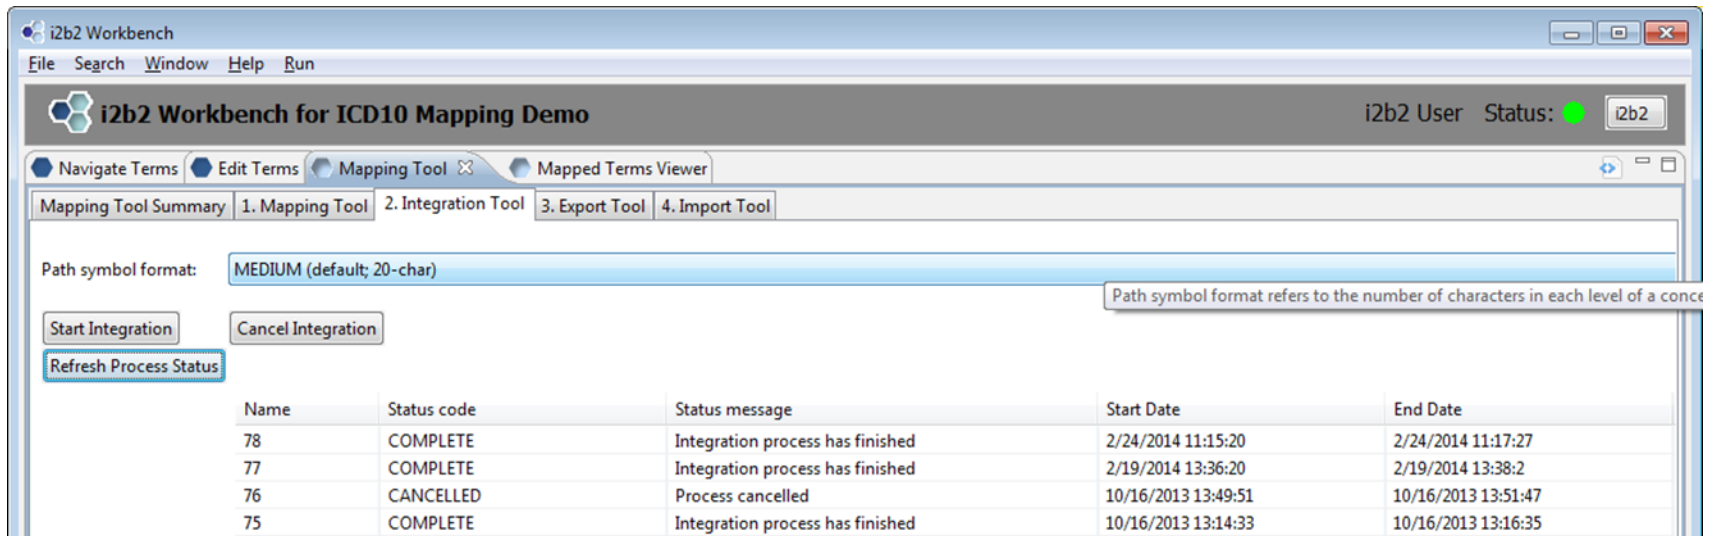 i2b2 Workbench
File Search Window Help Run
i2b2 Workbench for ICD10 Mapping Demo i2b2 User Status: i2b2
Navigate Terms Edit Terms Mapping Tool Mapped Terms Viewer
Mapping Tool Summary 1. Mapping Tool 2. Integration Tool 3. Export Tool 4. Import Tool
Path symbol format: MEDIUM (default; 20-char)
Path symbol format refers to the number of characters in each level of a conce
Start Integration Cancel Integration
Refresh Process Status
Name Status code Status message Start Date End Date
78 COMPLETE Integration process has finished 2/24/2014 11:15:20 2/24/2014 11:17:27
77 COMPLETE Integration process has finished 2/19/2014 13:36:20 2/19/2014 13:38:2
76 CANCELLED Process cancelled 10/16/2013 13:49:51 10/16/2013 13:51:47
75 COMPLETE Integration process has finished 10/16/2013 13:14:33 10/16/2013 13:16:35